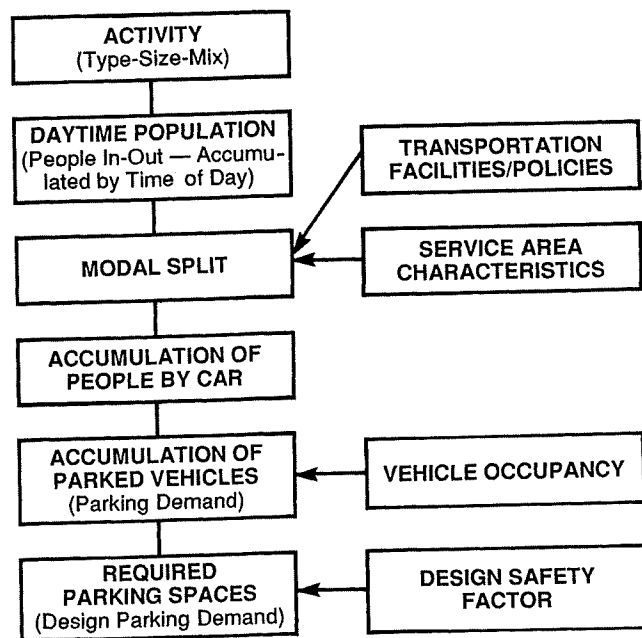 ACTIVITY
(Type-Size-Mix)
DAYTIME POPULATION
(People In-Out — Accumu-
lated by Time of Day)
TRANSPORTATION
FACILITIES/POLICIES
MODAL SPLIT
SERVICE AREA
CHARACTERISTICS
ACCUMULATION OF
PEOPLE BY CAR
ACCUMULATION OF
PARKED VEHICLES
(Parking Demand)
VEHICLE OCCUPANCY
REQUIRED
PARKING SPACES
(Design Parking Demand)
DESIGN SAFETY
FACTOR